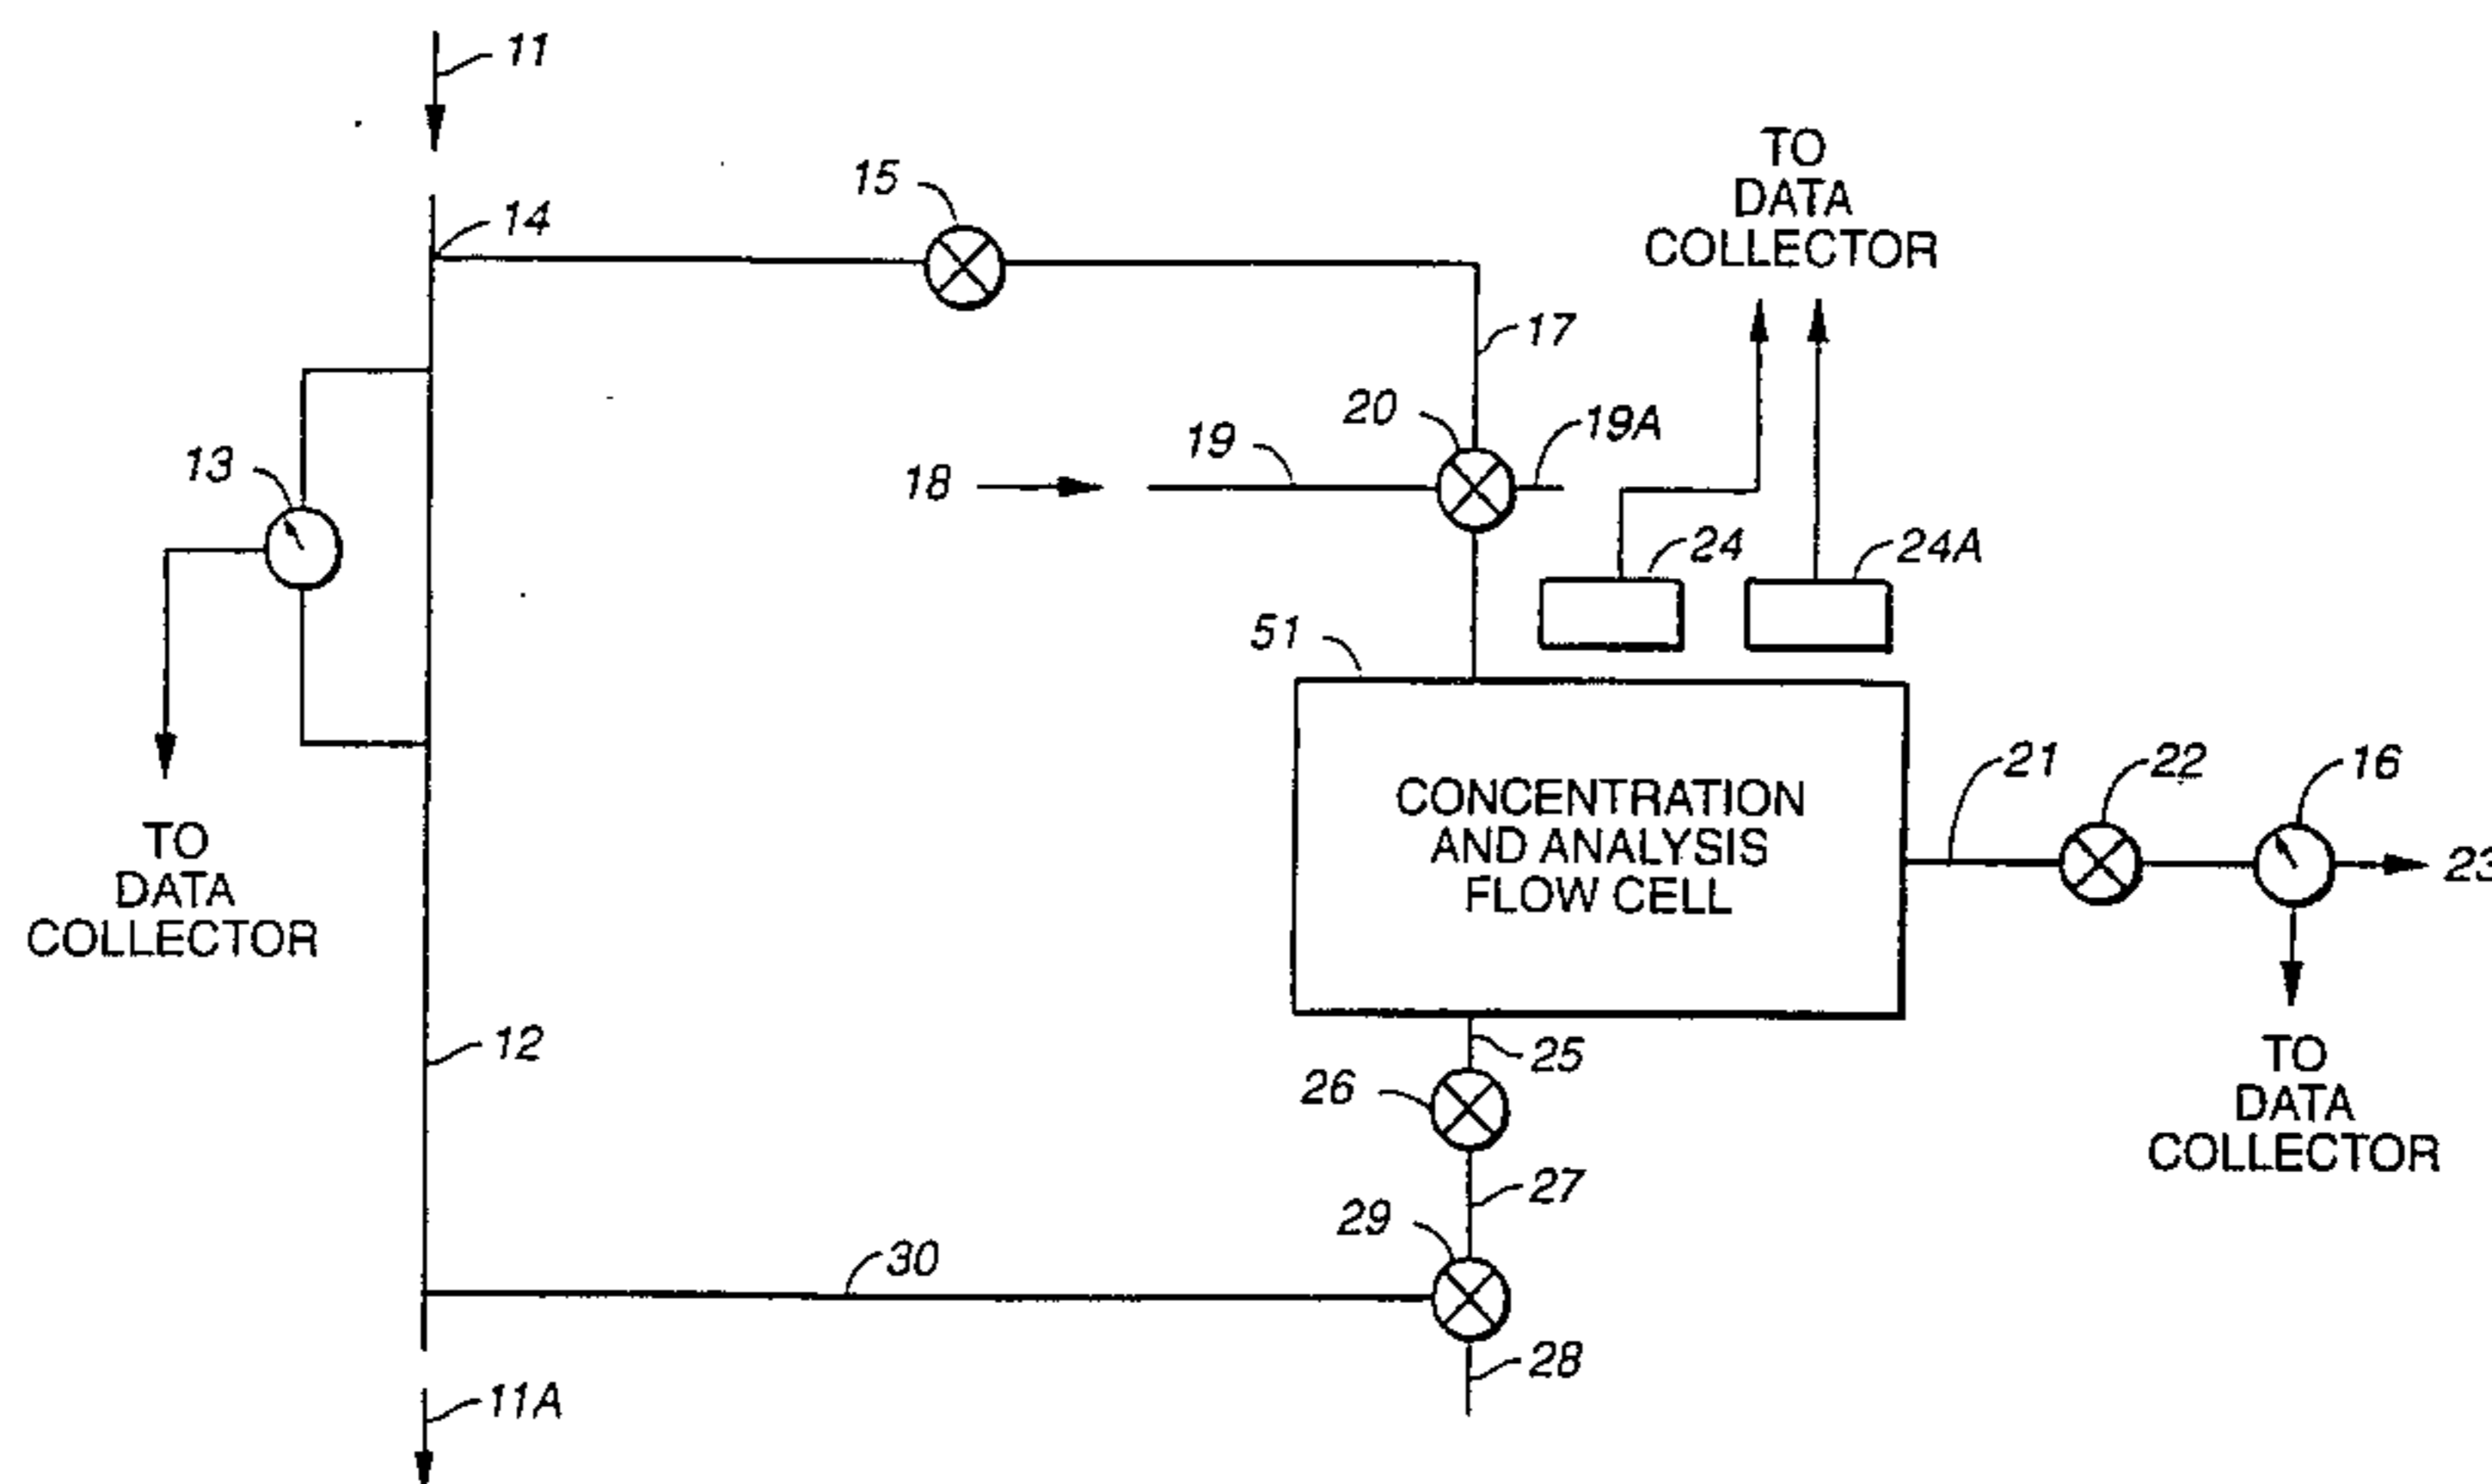 11
14
15
TO
DATA
COLLECTOR
17
20
19A
19
18
13
24
24A
51
TO
DATA
COLLECTOR
CONCENTRATION
AND ANALYSIS
FLOW CELL
21
22
16
23
12
25
26
TO
DATA
COLLECTOR
27
29
30
28
11A